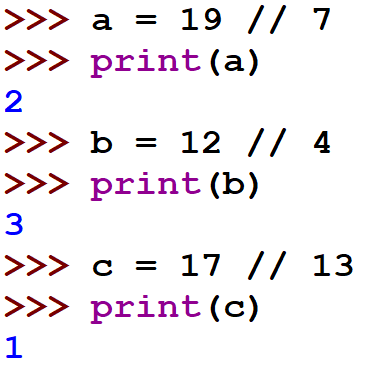 >>> a = 19 // 7
>>> print(a)
2
>>> b = 12 // 4
>>> print(b)
3
>>> c = 17 // 13
>>> print(c)
1